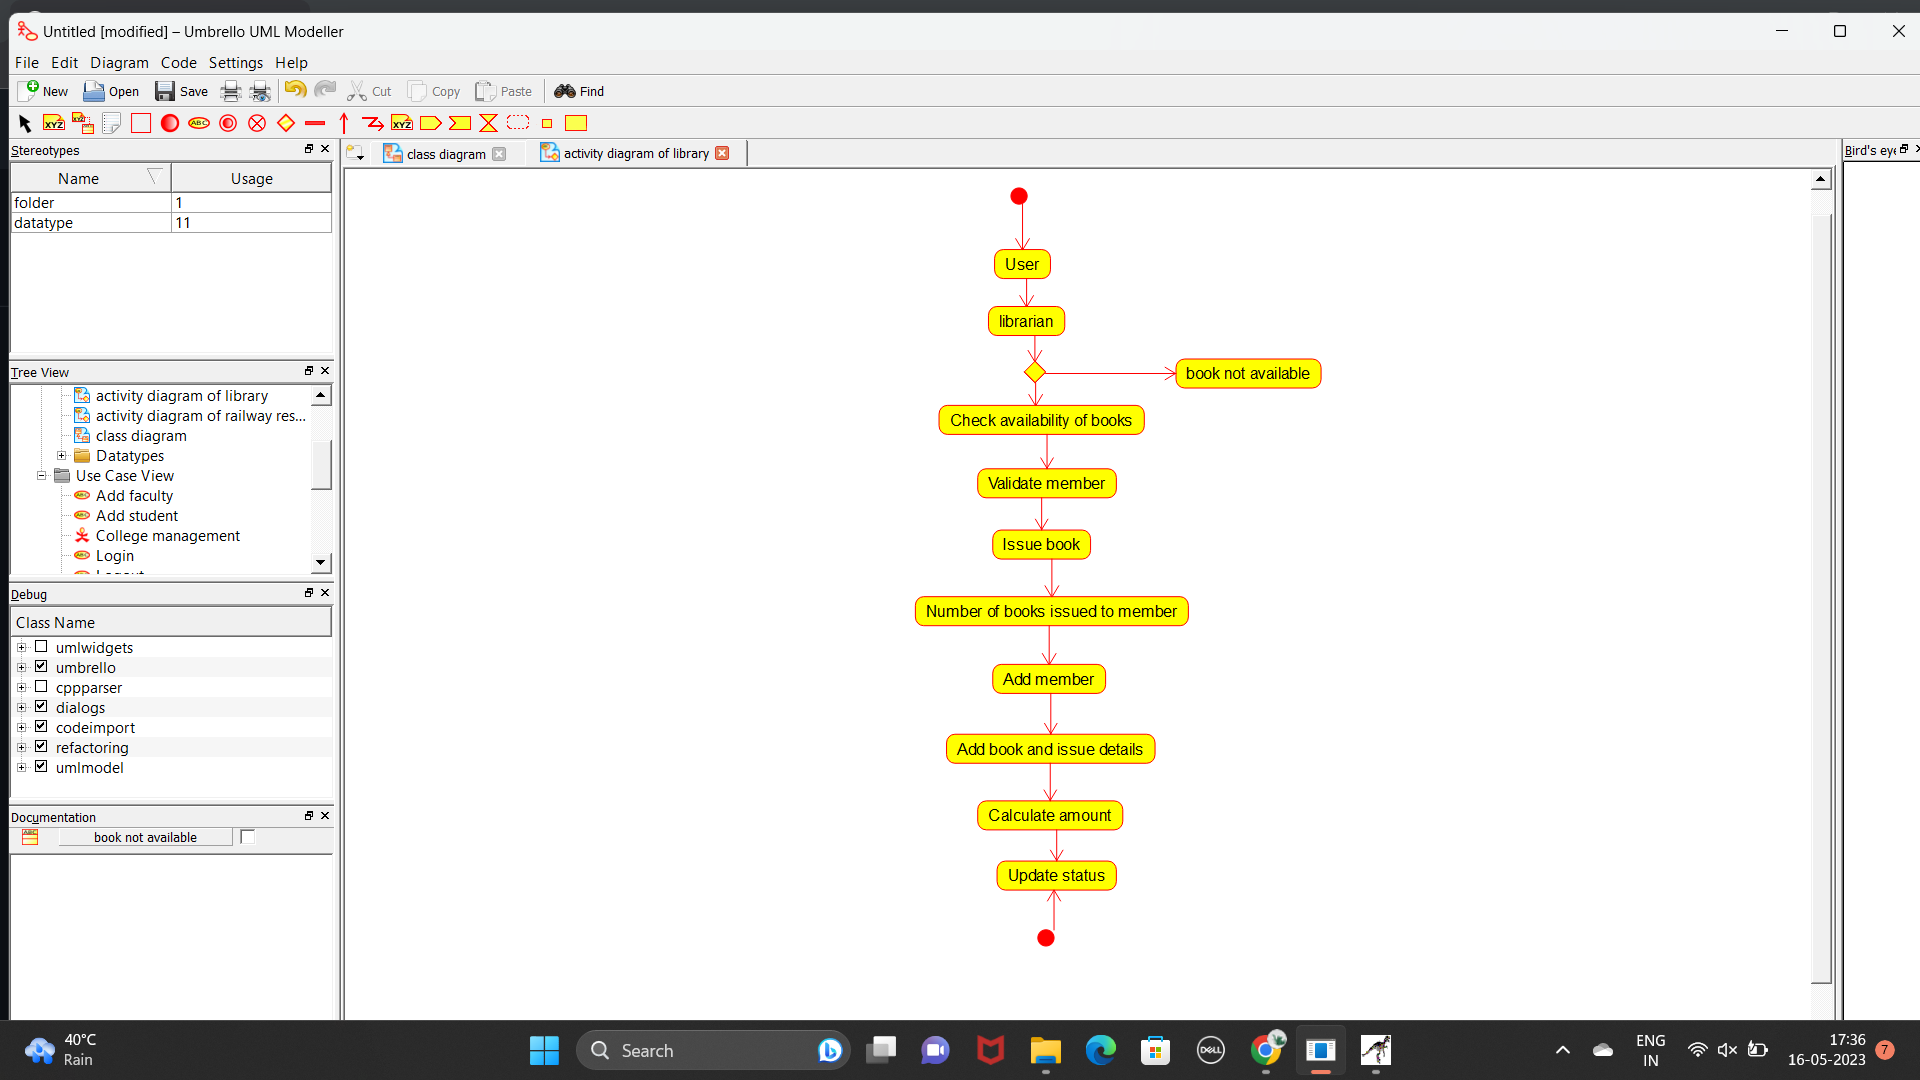 Untitled [modified] – Umbrello UML Modeller
File Edit Diagram Code Settings Help
New Open Save Cut Copy Paste Find
Stereotypes
Name Usage
folder 1
datatype 11
Tree View
activity diagram of library
activity diagram of railway res...
class diagram
Datatypes
Use Case View
Add faculty
Add student
College management
Login
Logout
Debug
Class Name
umlwidgets
umbrello
cppparser
dialogs
codeimport
refactoring
umlmodel
Documentation
book not available
class diagram
activity diagram of library
User
librarian
book not available
Check availability of books
Validate member
Issue book
Number of books issued to member
Add member
Add book and issue details
Calculate amount
Update status
Bird's eye
40°C
Rain
Search
DELL
ENG
IN
17:36
16-05-2023
7